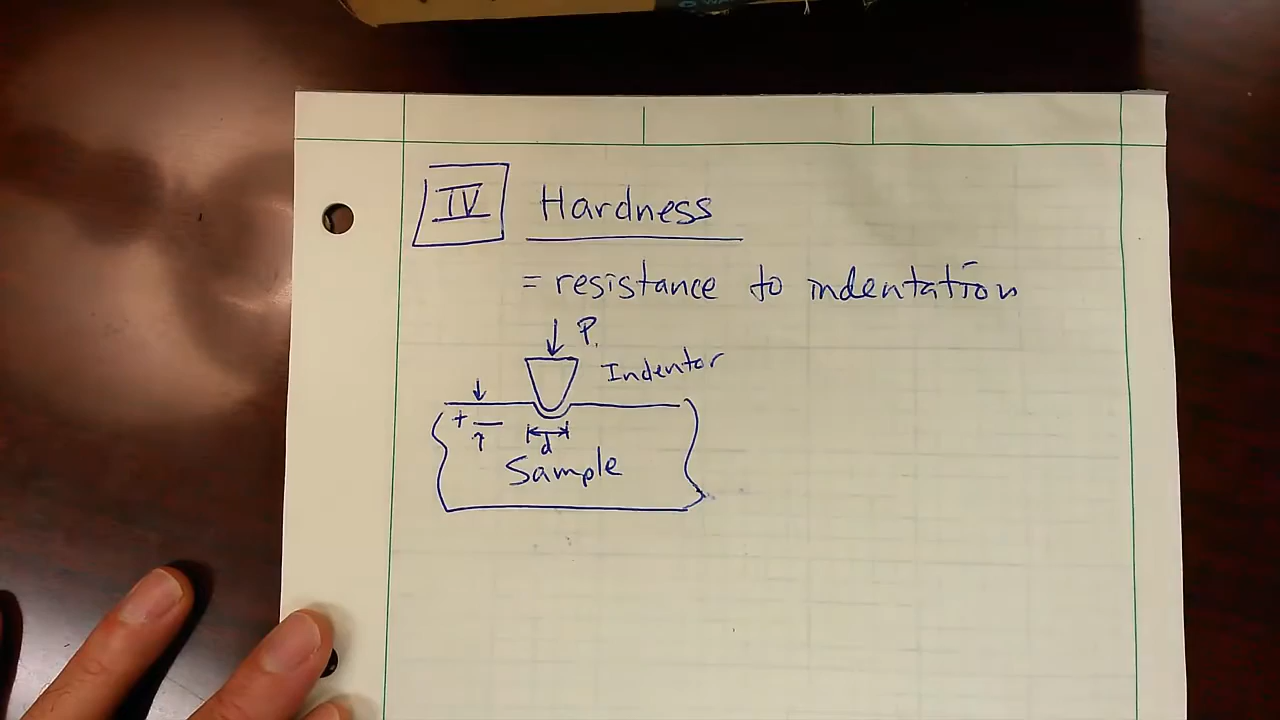 IV Hardness
= resistance to indentation
P.
Indentor
t
d
Sample